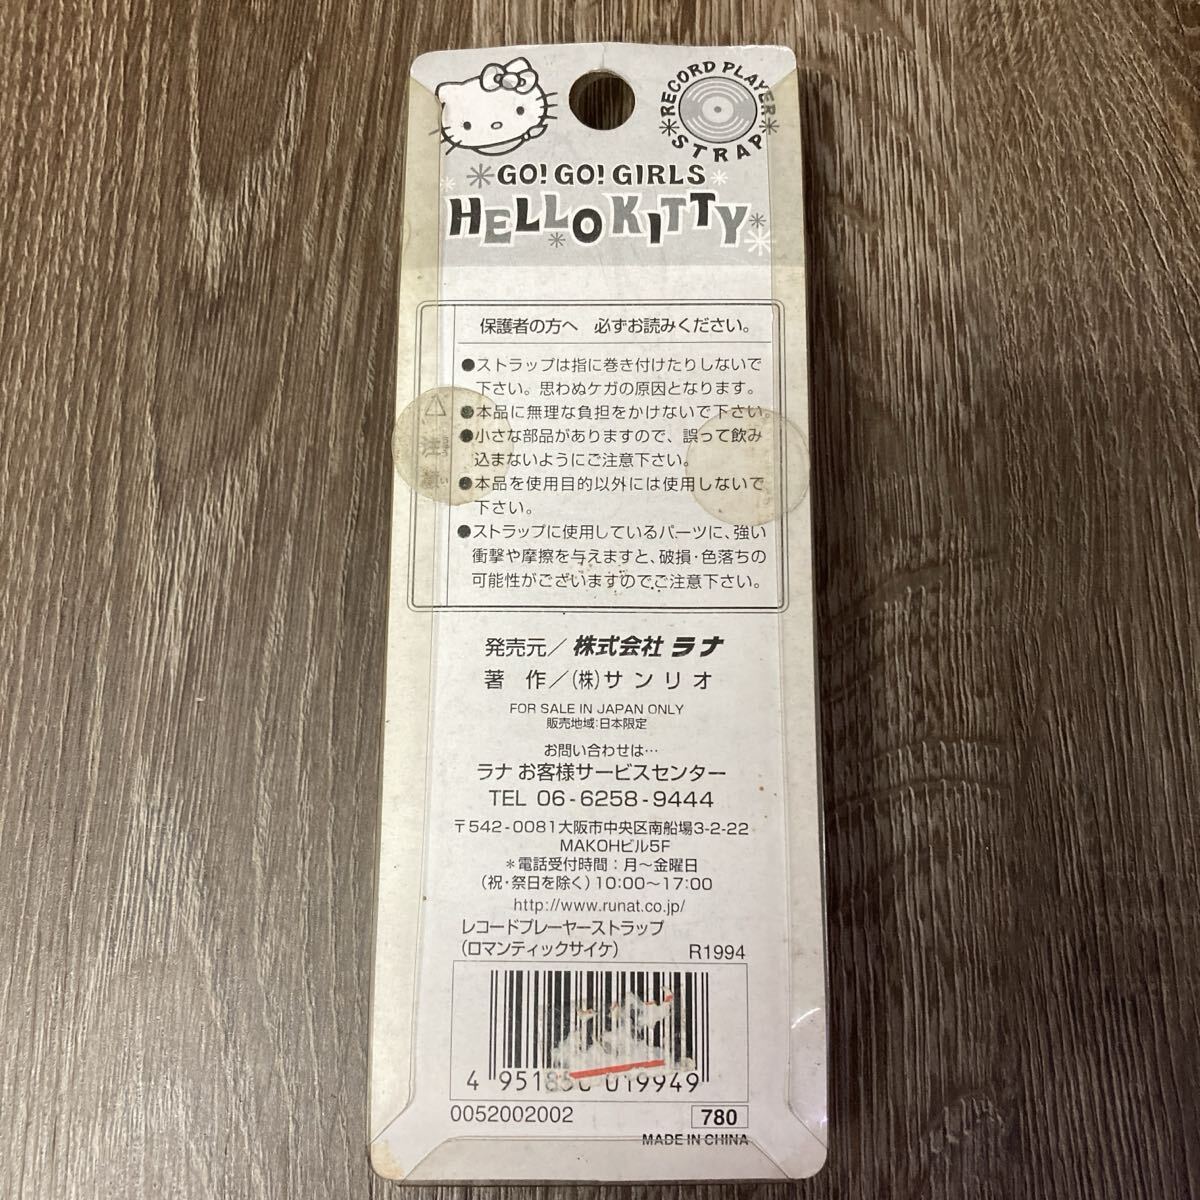 RECORD PLAYER
STRAP
GO! GO! GIRLS
HELLO KITTY
保護者の方へ 必ずお読みください。
●ストラップは指に巻き付けたりしないで
下さい。思わぬケガの原因となります。
●本品に無理な負担をかけないで下さい。
●小さな部品がありますので、誤って飲み
込まないようにご注意下さい。
●本品を使用目的以外には使用しないで
下さい。
●ストラップに使用しているパーツに、強い
衝撃や摩擦を与えますと、破損・色落ちの
可能性がございますのでご注意下さい。
発売元／株式会社 ラナ
著 作／(株)サンリオ
FOR SALE IN JAPAN ONLY
販売地域:日本限定
お問い合わせは…
ラナ お客様サービスセンター
TEL 06-6258-9444
〒542-0081大阪市中央区南船場3-2-22
MAKOHビル5F
＊電話受付時間：月〜金曜日
(祝・祭日を除く)10:00〜17:00
http://www.runat.co.jp/
レコードプレーヤーストラップ
(ロマンティックサイケ) R1994
4 951850 019949
0052002002 780
MADE IN CHINA